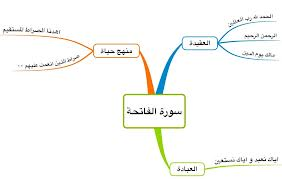 سورة الفاتحة
العقيدة
الحمد لله رب العالمين
الرحمن الرحيم
مالك يوم الدين
العبادة
اياك نعبد و اياك نستعين
منهج حياة
اهدنا الصراط المستقيم
صراط الذين انعمت عليهم ...